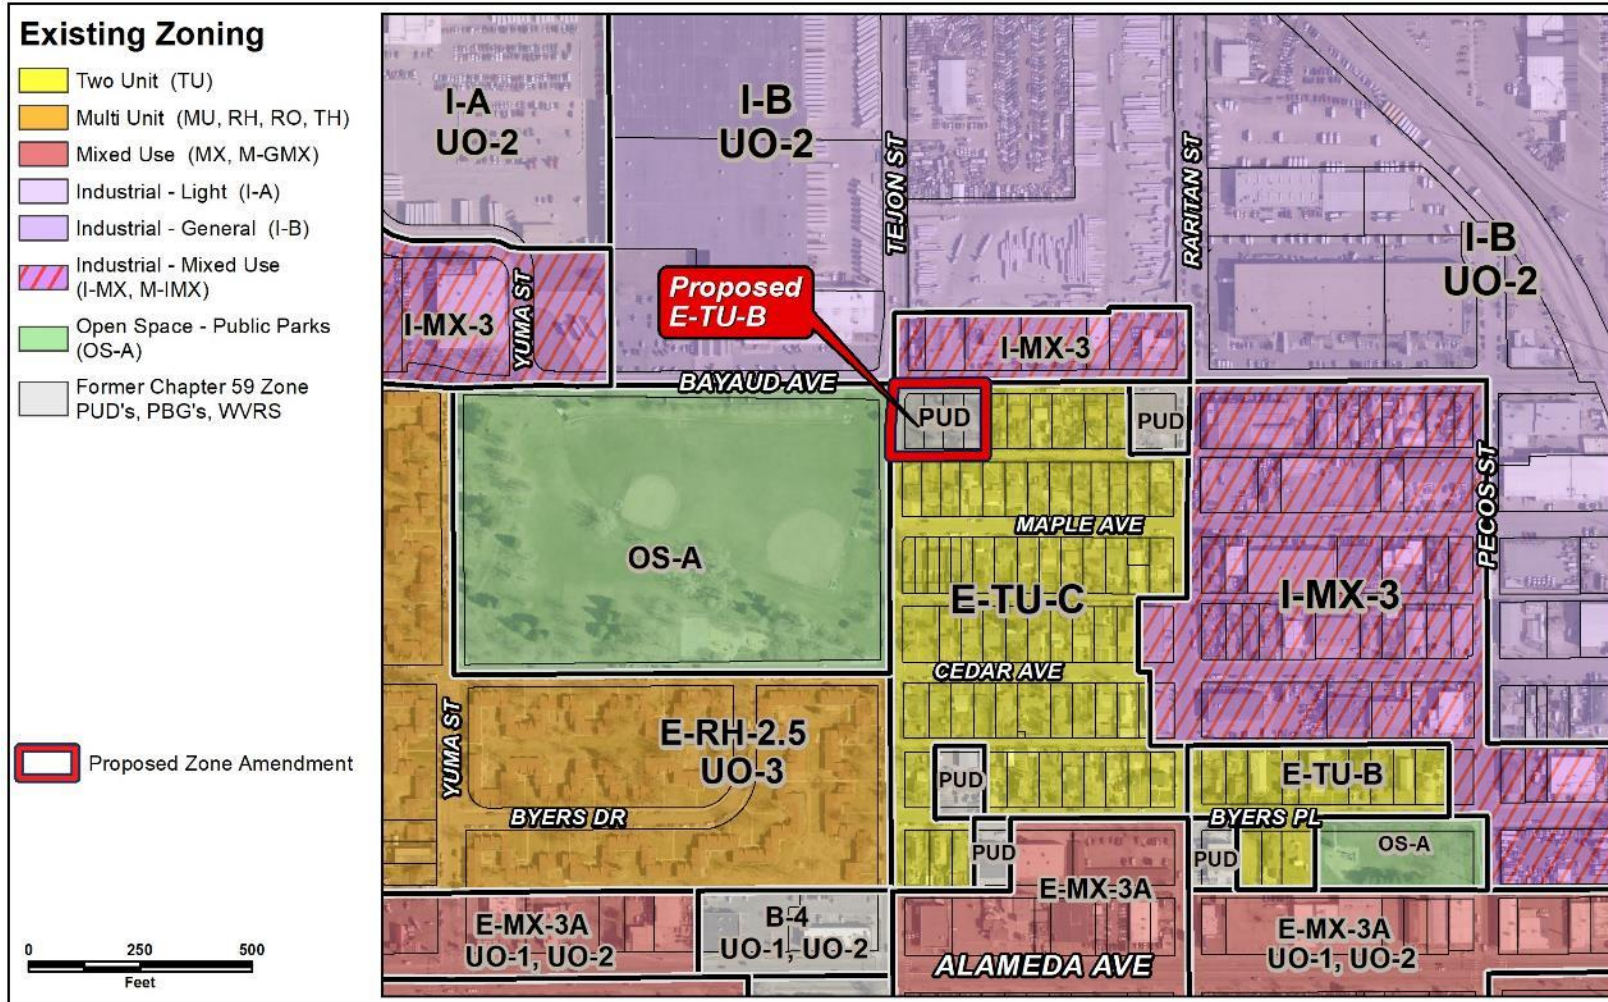 Existing Zoning
Two Unit (TU)
Multi Unit (MU, RH, RO, TH)
Mixed Use (MX, M-GMX)
Industrial - Light (I-A)
Industrial - General (I-B)
Industrial - Mixed Use
(I-MX, M-IMX)
Open Space - Public Parks
(OS-A)
Former Chapter 59 Zone
PUD's, PBG's, WVRS
Proposed Zone Amendment
0 250 500
Feet
I-A
UO-2
I-B
UO-2
TEJON ST
RARITAN ST
I-B
UO-2
Proposed
E-TU-B
I-MX-3
YUMA ST
I-MX-3
BAYAUD AVE
PUD
PUD
PECOS ST
MAPLE AVE
OS-A
E-TU-C
I-MX-3
CEDAR AVE
YUMA ST
E-RH-2.5
UO-3
PUD
E-TU-B
BYERS DR
BYERS PL
PUD
PUD
OS-A
E-MX-3A
E-MX-3A
UO-1, UO-2
B-4
UO-1, UO-2
E-MX-3A
UO-1, UO-2
ALAMEDA AVE